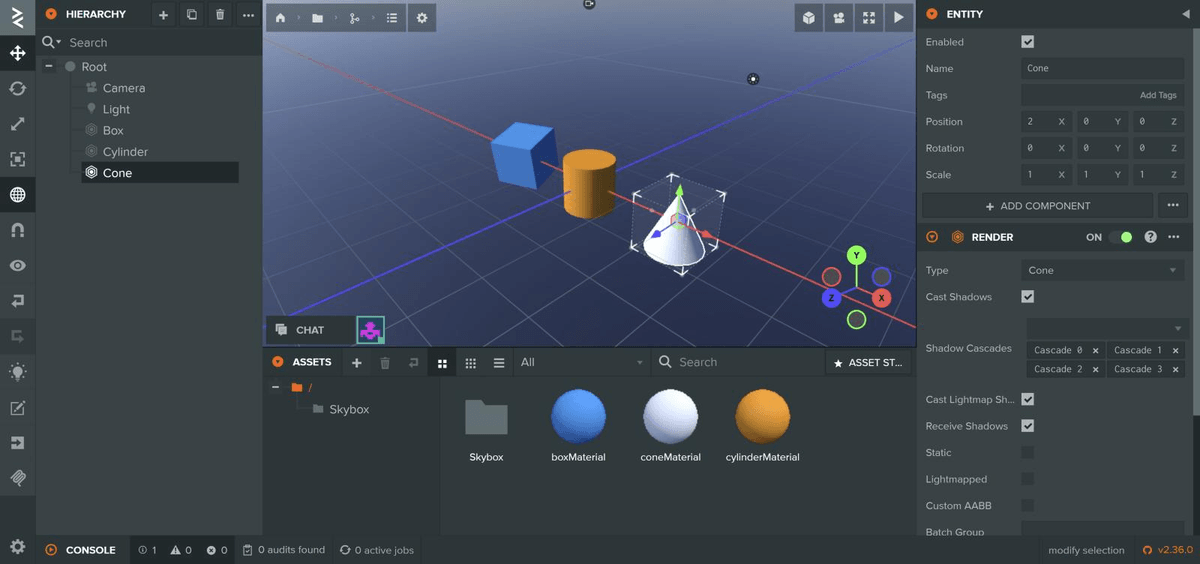 HIERARCHY
Search
Root
Camera
Light
Box
Cylinder
Cone
Y
Z
X
CHAT
ASSETS
All
Search
ASSET ST...
/
Skybox
Skybox
boxMaterial
coneMaterial
cylinderMaterial
ENTITY
Enabled
Name
Cone
Tags
Add Tags
Position
2 X 0 Y 0 Z
Rotation
0 X 0 Y 0 Z
Scale
1 X 1 Y 1 Z
ADD COMPONENT
RENDER
ON
Type
Cone
Cast Shadows
Shadow Cascades
Cascade 0 × Cascade 1 ×
Cascade 2 × Cascade 3 ×
Cast Lightmap Sh...
Receive Shadows
Static
Lightmapped
Custom AABB
Batch Group
CONSOLE
1
0
0
0 audits found
0 active jobs
modify selection
v2.36.0